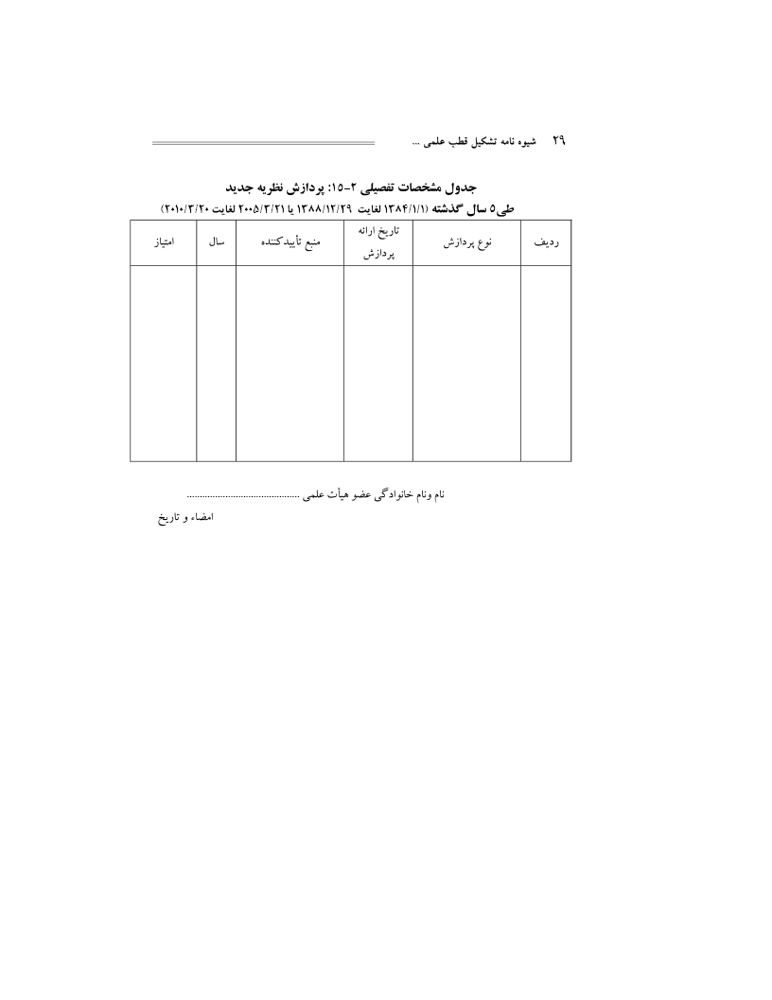 ۲۹ شیوه نامه تشکیل قطب علمی ...
جدول مشخصات تفصیلی ۲-۱۵: پردازش نظریه جدید
طی۵ سال گذشته (۱۳۸۴/۱/۱ لغایت ۱۳۸۸/۱۲/۲۹ یا ۲۰۰۵/۳/۲۱ لغایت ۲۰۱۰/۳/۲۰)
ردیف نوع پردازش تاریخ ارائه پردازش منبع تأییدکننده سال امتیاز
نام ونام خانوادگی عضو هیأت علمی ............................................
امضاء و تاریخ